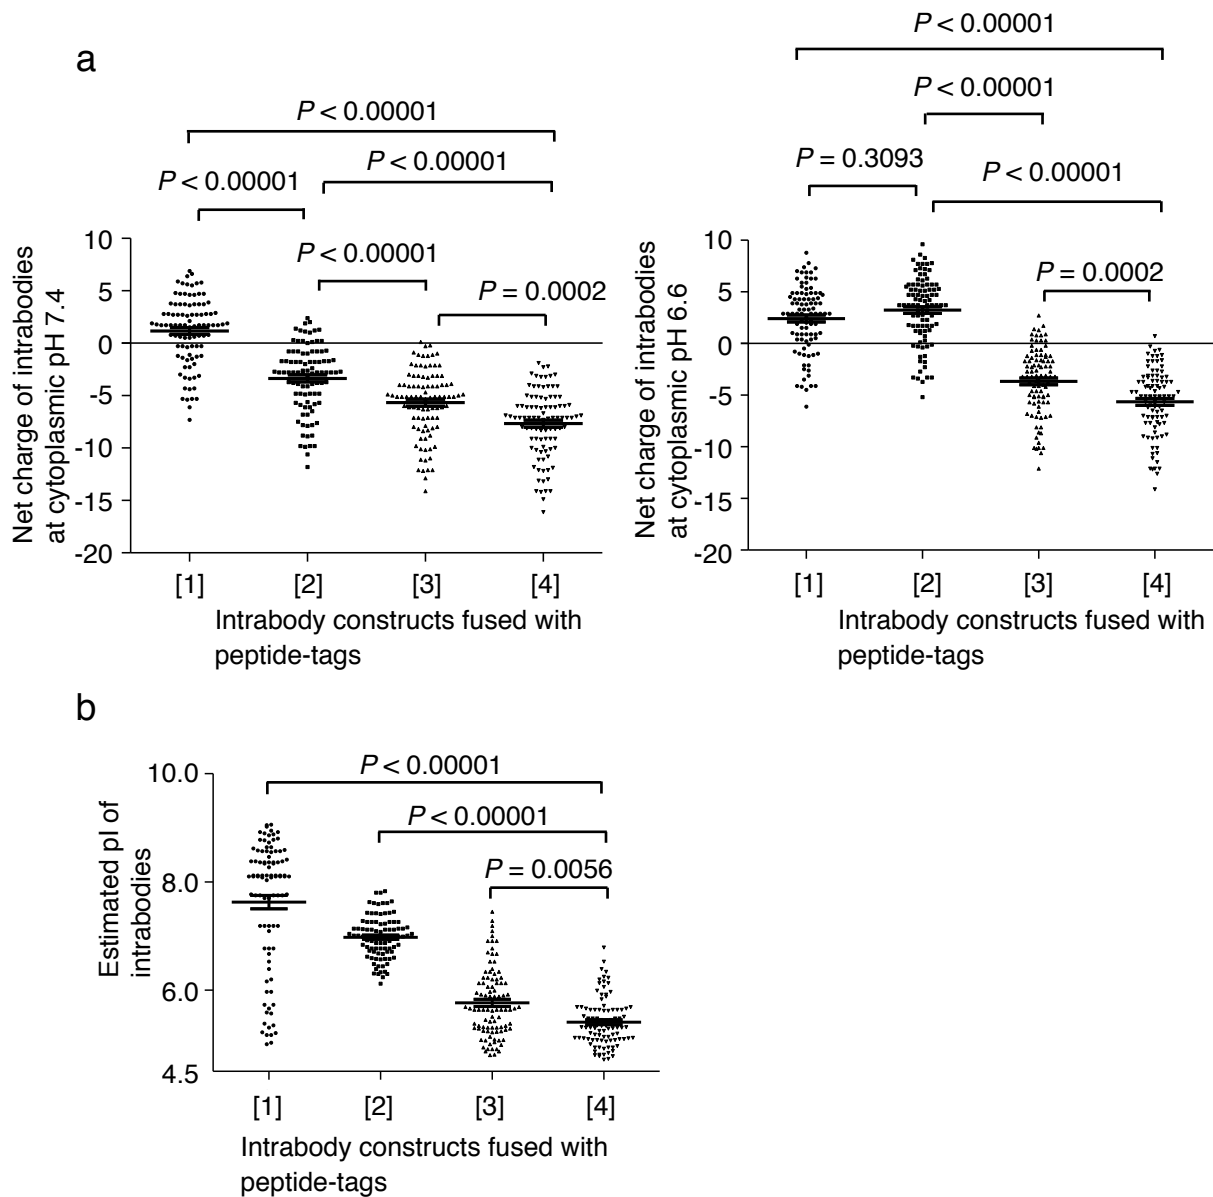 a
P < 0.00001
P < 0.00001
P < 0.00001
P < 0.00001
P = 0.0002
Net charge of intrabodies
at cytoplasmic pH 7.4
10
5
0
-5
-10
-15
-20
[1] [2] [3] [4]
Intrabody constructs fused with
peptide-tags
P < 0.00001
P < 0.00001
P = 0.3093
P < 0.00001
P = 0.0002
Net charge of intrabodies
at cytoplasmic pH 6.6
10
5
0
-5
-10
-15
-20
[1] [2] [3] [4]
Intrabody constructs fused with
peptide-tags
b
P < 0.00001
P < 0.00001
P = 0.0056
Estimated pI of
intrabodies
10.0
8.0
6.0
4.5
[1] [2] [3] [4]
Intrabody constructs fused with
peptide-tags